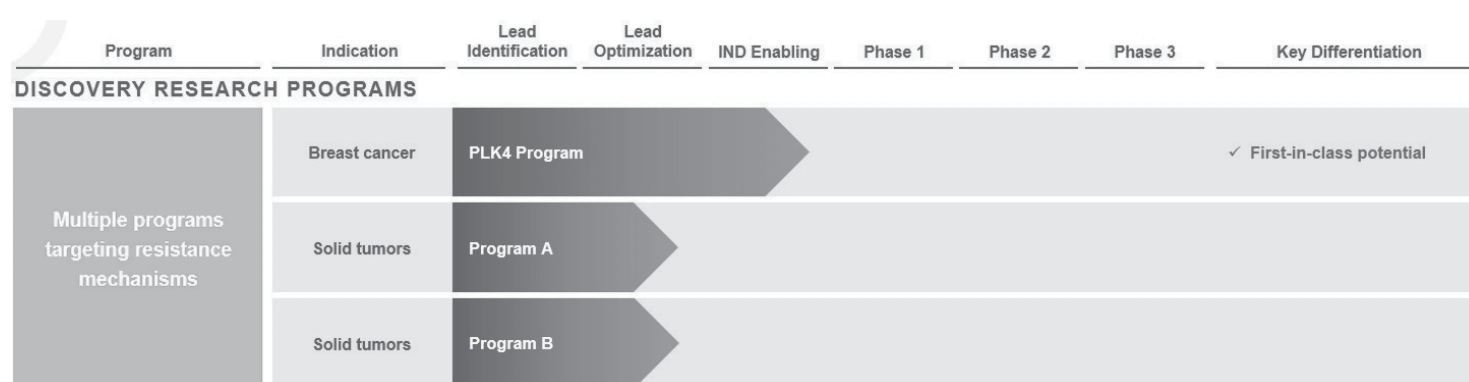 Program
Indication
Lead
Identification
Lead
Optimization
IND Enabling
Phase 1
Phase 2
Phase 3
Key Differentiation
DISCOVERY RESEARCH PROGRAMS
Multiple programs
targeting resistance
mechanisms
Breast cancer
PLK4 Program
✓ First-in-class potential
Solid tumors
Program A
Solid tumors
Program B